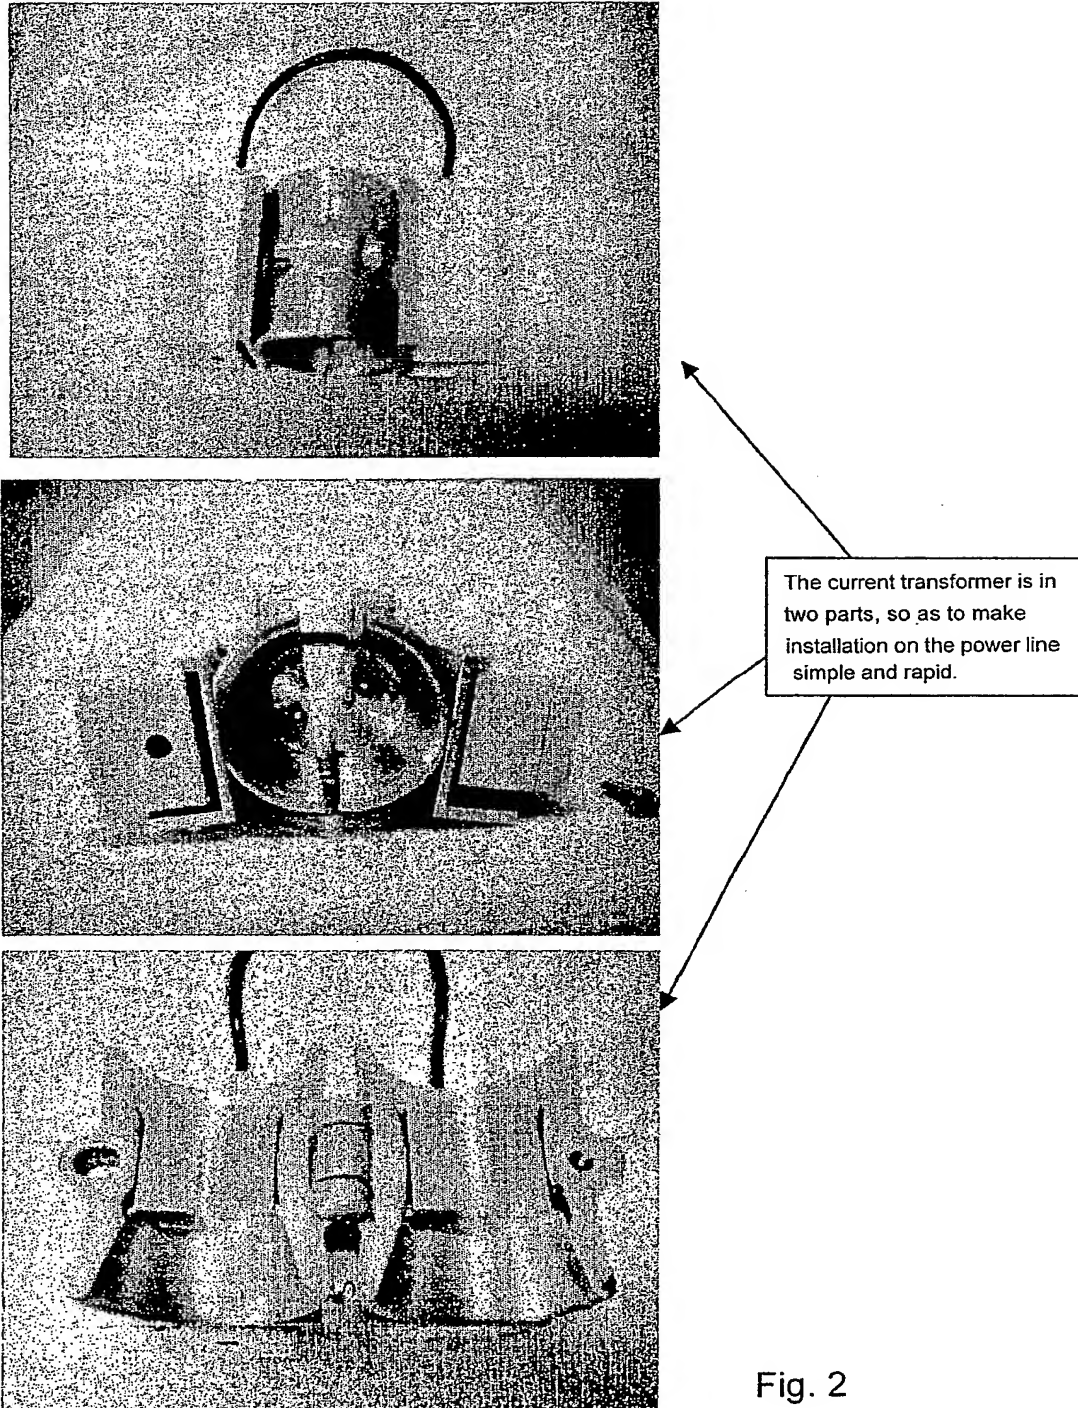 The current transformer is in
two parts, so as to make
installation on the power line
simple and rapid.
Fig. 2